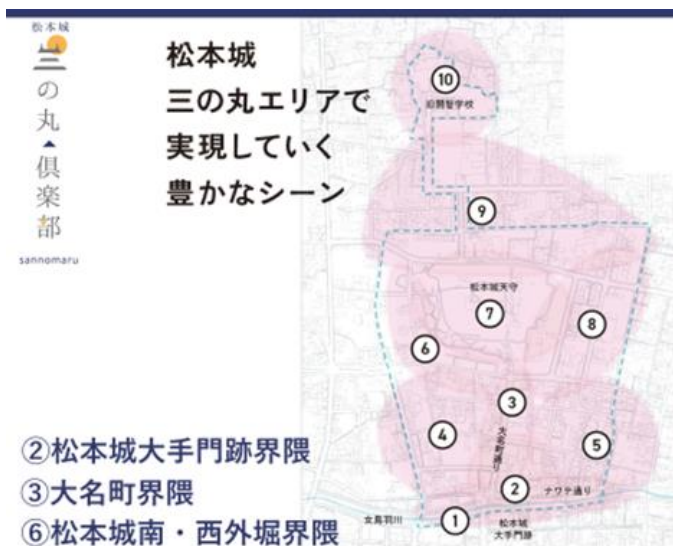 松本城
三の丸倶楽部
sannomaru
松本城
三の丸エリアで
実現していく
豊かなシーン
⑩
旧開智学校
⑨
松本城天守
⑦
⑧
⑥
③
④
大名町通り
⑤
②
ナワテ通り
女鳥羽川
①
松本城
大手門跡
②松本城大手門跡界隈
③大名町界隈
⑥松本城南・西外堀界隈